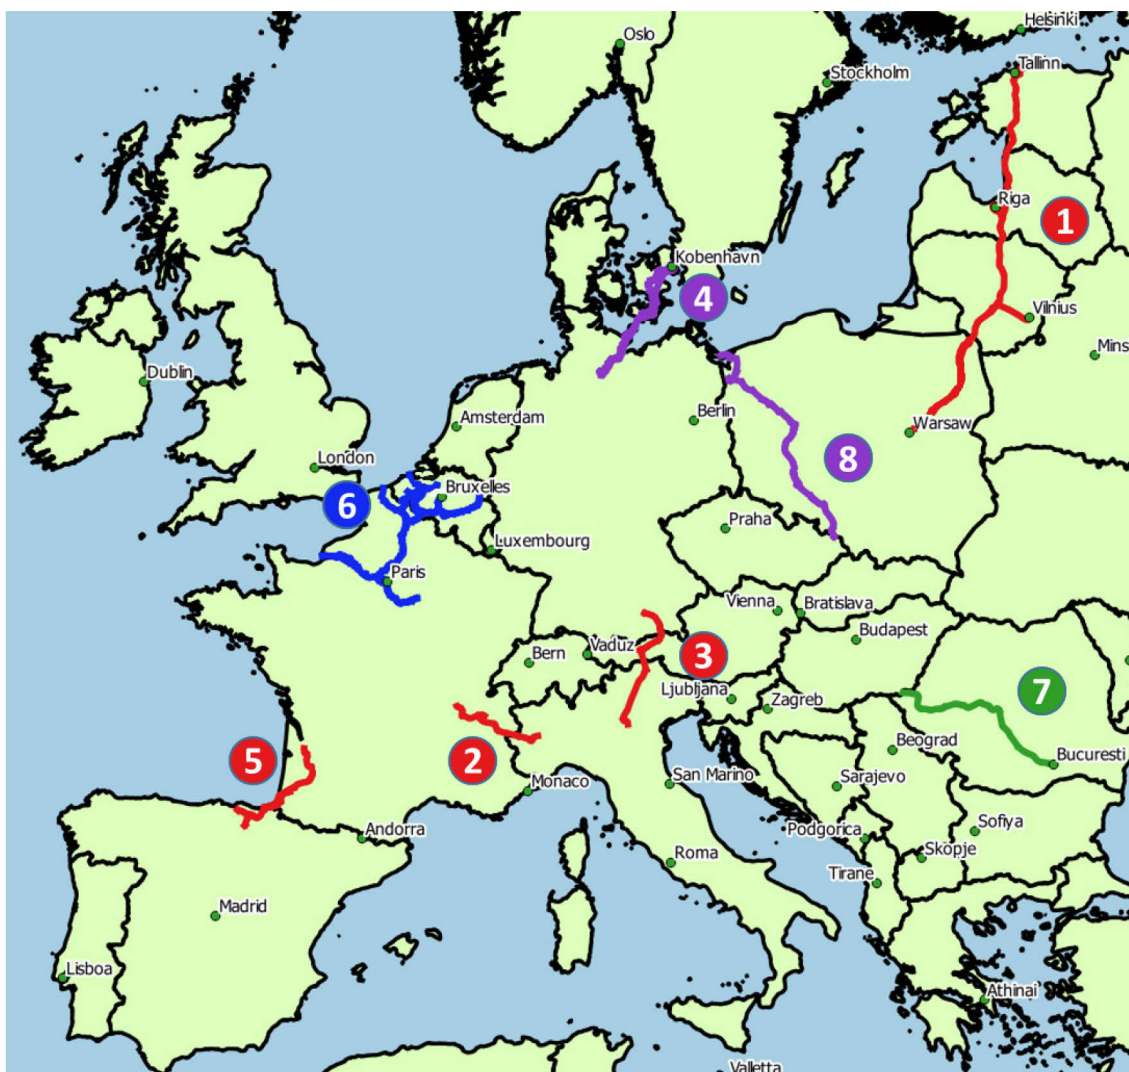 Helsinki
Oslo
Tallinn
Stockholm
Riga
1
Kobenhavn
4
Vilnius
Mins
Dublin
Amsterdam
Berlin
Warsaw
London
8
Bruxelles
6
Praha
Luxembourg
Paris
Vienna
Bratislava
Budapest
Bern
Vaduz
3
Ljubljana
Zagreb
7
5
2
Beograd
Bucuresti
Monaco
San Marino
Sarajevo
Andorra
Podgorica
Sofiya
Roma
Skopje
Tirane
Madrid
Lisboa
Athinai
Valletta